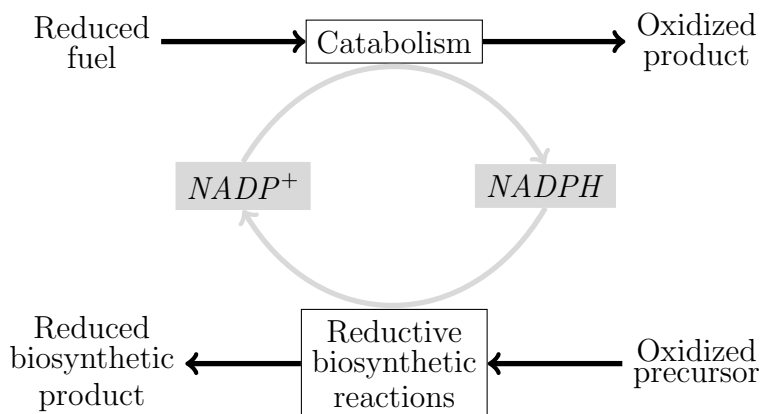 Reduced
fuel
Catabolism
Oxidized
product
NADP⁺
NADPH
Reduced
biosynthetic
product
Reductive
biosynthetic
reactions
Oxidized
precursor